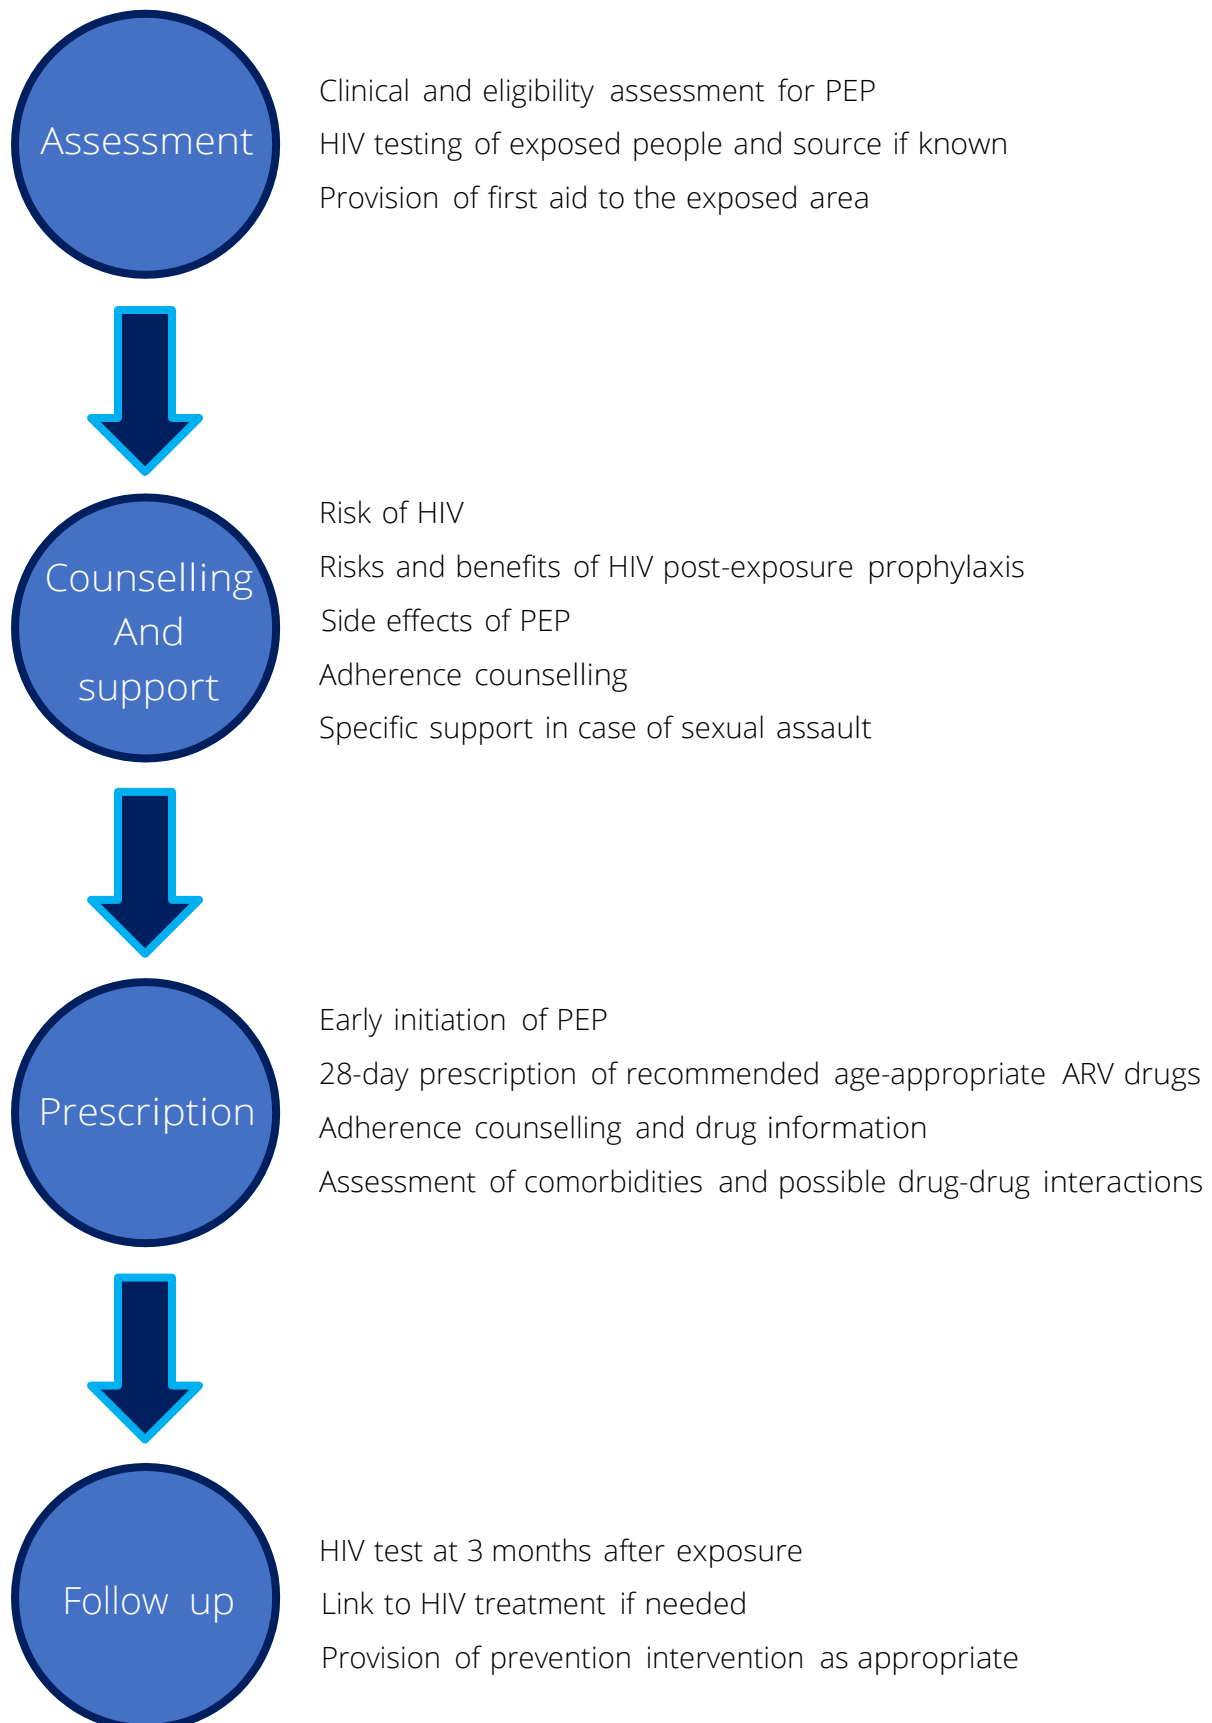 Assessment
Clinical and eligibility assessment for PEP
HIV testing of exposed people and source if known
Provision of first aid to the exposed area
Counselling
And
support
Risk of HIV
Risks and benefits of HIV post-exposure prophylaxis
Side effects of PEP
Adherence counselling
Specific support in case of sexual assault
Prescription
Early initiation of PEP
28-day prescription of recommended age-appropriate ARV drugs
Adherence counselling and drug information
Assessment of comorbidities and possible drug-drug interactions
Follow up
HIV test at 3 months after exposure
Link to HIV treatment if needed
Provision of prevention intervention as appropriate